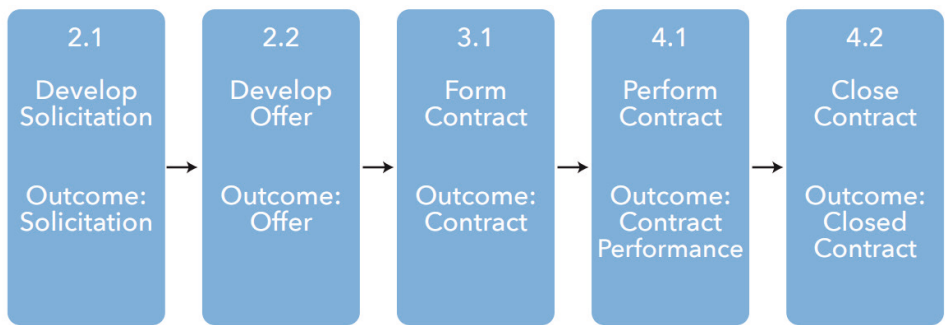 2.1
Develop
Solicitation
Outcome:
Solicitation
2.2
Develop
Offer
Outcome:
Offer
3.1
Form
Contract
Outcome:
Contract
4.1
Perform
Contract
Outcome:
Contract
Performance
4.2
Close
Contract
Outcome:
Closed
Contract